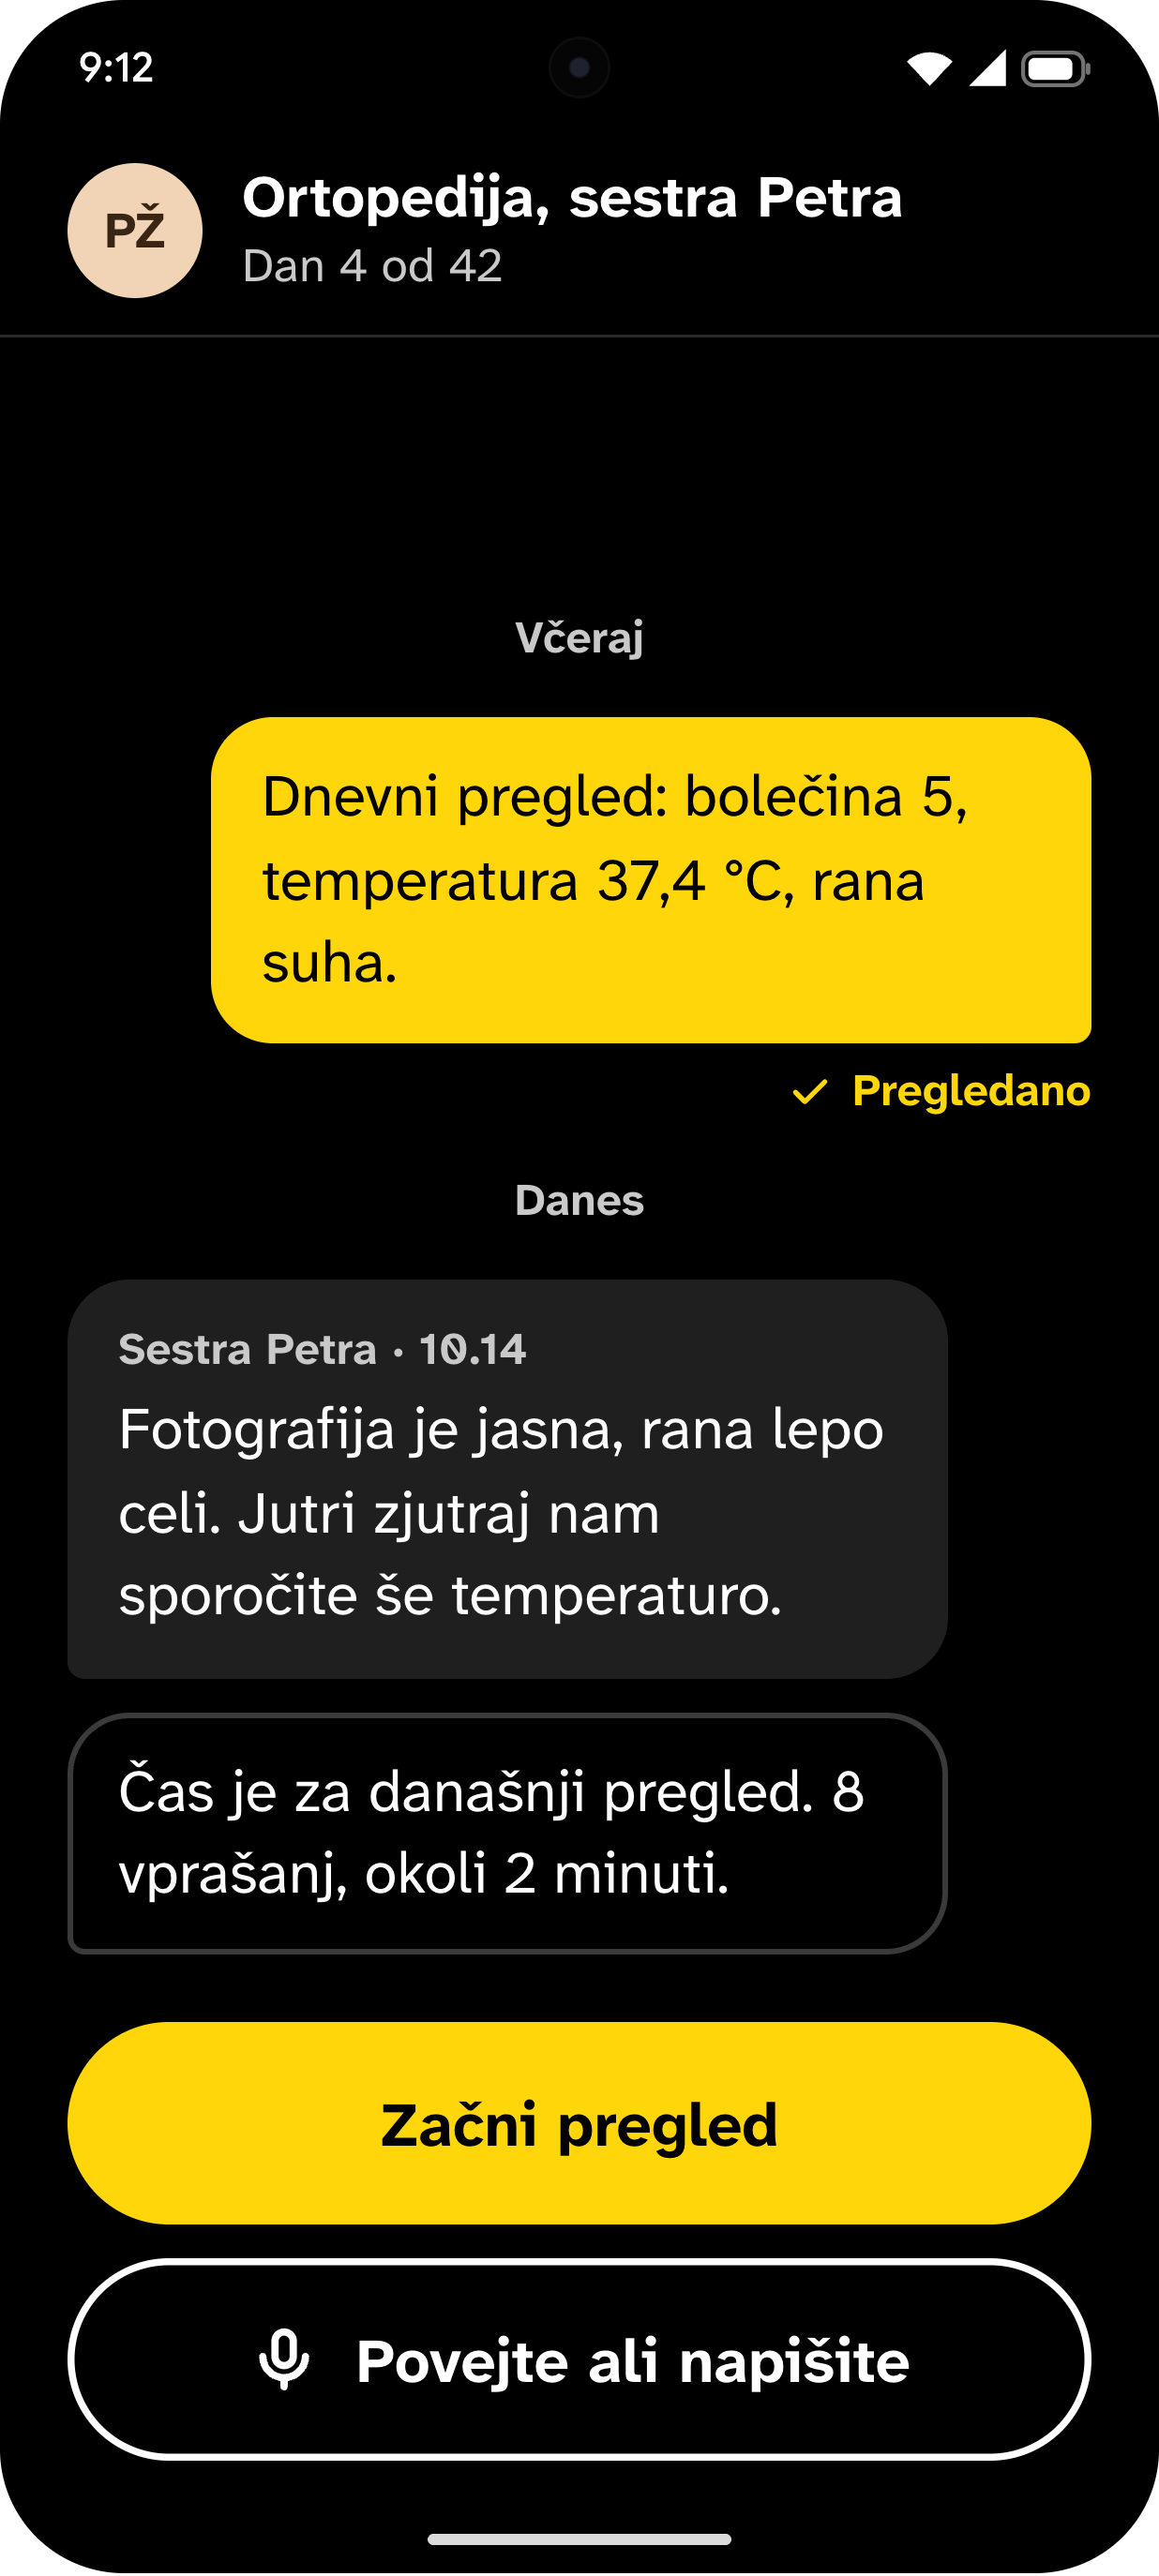 9:12
PŽ
Ortopedija, sestra Petra
Dan 4 od 42
Včeraj
Dnevni pregled: bolečina 5,
temperatura 37,4 °C, rana
suha.
Pregledano
Danes
Sestra Petra · 10.14
Fotografija je jasna, rana lepo
celi. Jutri zjutraj nam
sporočite še temperaturo.
Čas je za današnji pregled. 8
vprašanj, okoli 2 minuti.
Začni pregled
Povejte ali napišite